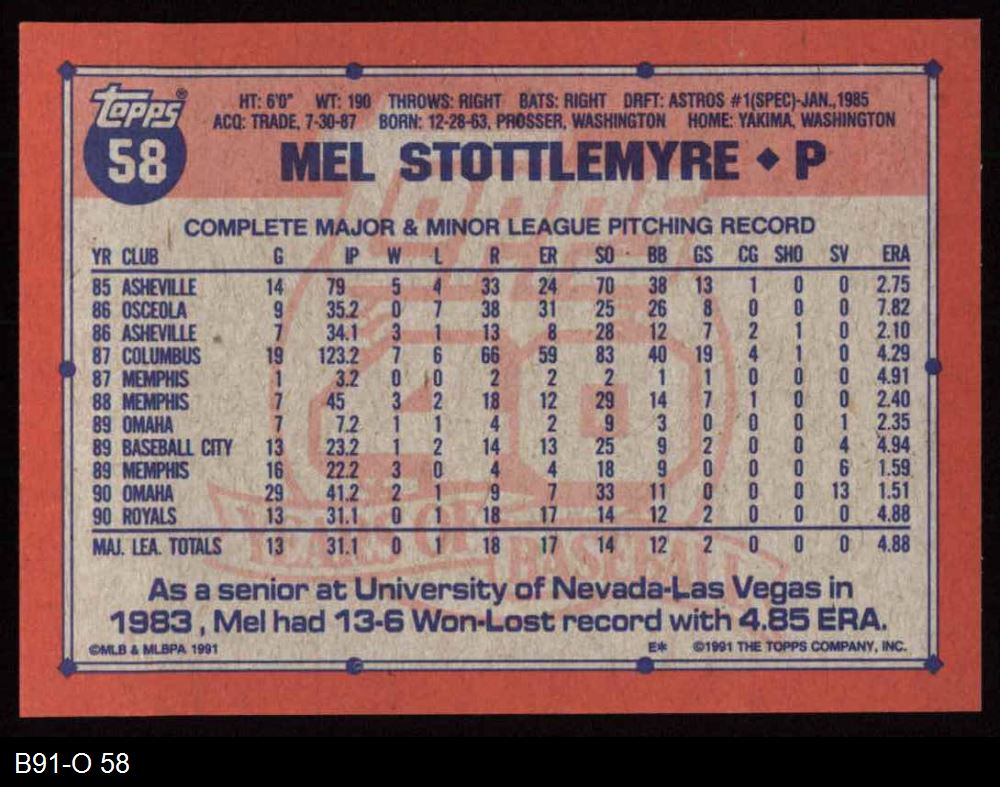 Topps®
58
HT: 6'0" WT: 190 THROWS: RIGHT BATS: RIGHT DRFT: ASTROS #1(SPEC)-JAN.,1985
ACQ: TRADE, 7-30-87 BORN: 12-28-63, PROSSER, WASHINGTON HOME: YAKIMA, WASHINGTON
MEL STOTTLEMYRE ◆ P
COMPLETE MAJOR & MINOR LEAGUE PITCHING RECORD
YR CLUB G IP W L R ER SO BB GS CG SHO SV ERA
85 ASHEVILLE 14 79 5 4 33 24 70 38 13 1 0 0 2.75
86 OSCEOLA 9 35.2 0 7 38 31 25 26 8 0 0 0 7.82
86 ASHEVILLE 7 34.1 3 1 13 8 28 12 7 2 1 0 2.10
87 COLUMBUS 19 123.2 7 6 66 59 83 40 19 4 1 0 4.29
87 MEMPHIS 1 3.2 0 0 2 2 2 1 1 0 0 0 4.91
88 MEMPHIS 7 45 3 2 18 12 29 14 7 1 0 0 2.40
89 OMAHA 7 7.2 1 1 4 2 9 3 0 0 0 1 2.35
89 BASEBALL CITY 13 23.2 1 2 14 13 25 9 2 0 0 4 4.94
89 MEMPHIS 16 22.2 3 0 4 4 18 9 0 0 0 6 1.59
90 OMAHA 29 41.2 2 1 9 7 33 11 0 0 0 13 1.51
90 ROYALS 13 31.1 0 1 18 17 14 12 2 0 0 0 4.88
MAJ. LEA. TOTALS 13 31.1 0 1 18 17 14 12 2 0 0 0 4.88
TOPPS
40
YEARS OF BASEBALL
As a senior at University of Nevada-Las Vegas in
1983, Mel had 13-6 Won-Lost record with 4.85 ERA.
©MLB & MLBPA 1991 E* ©1991 THE TOPPS COMPANY, INC.
B91-O 58